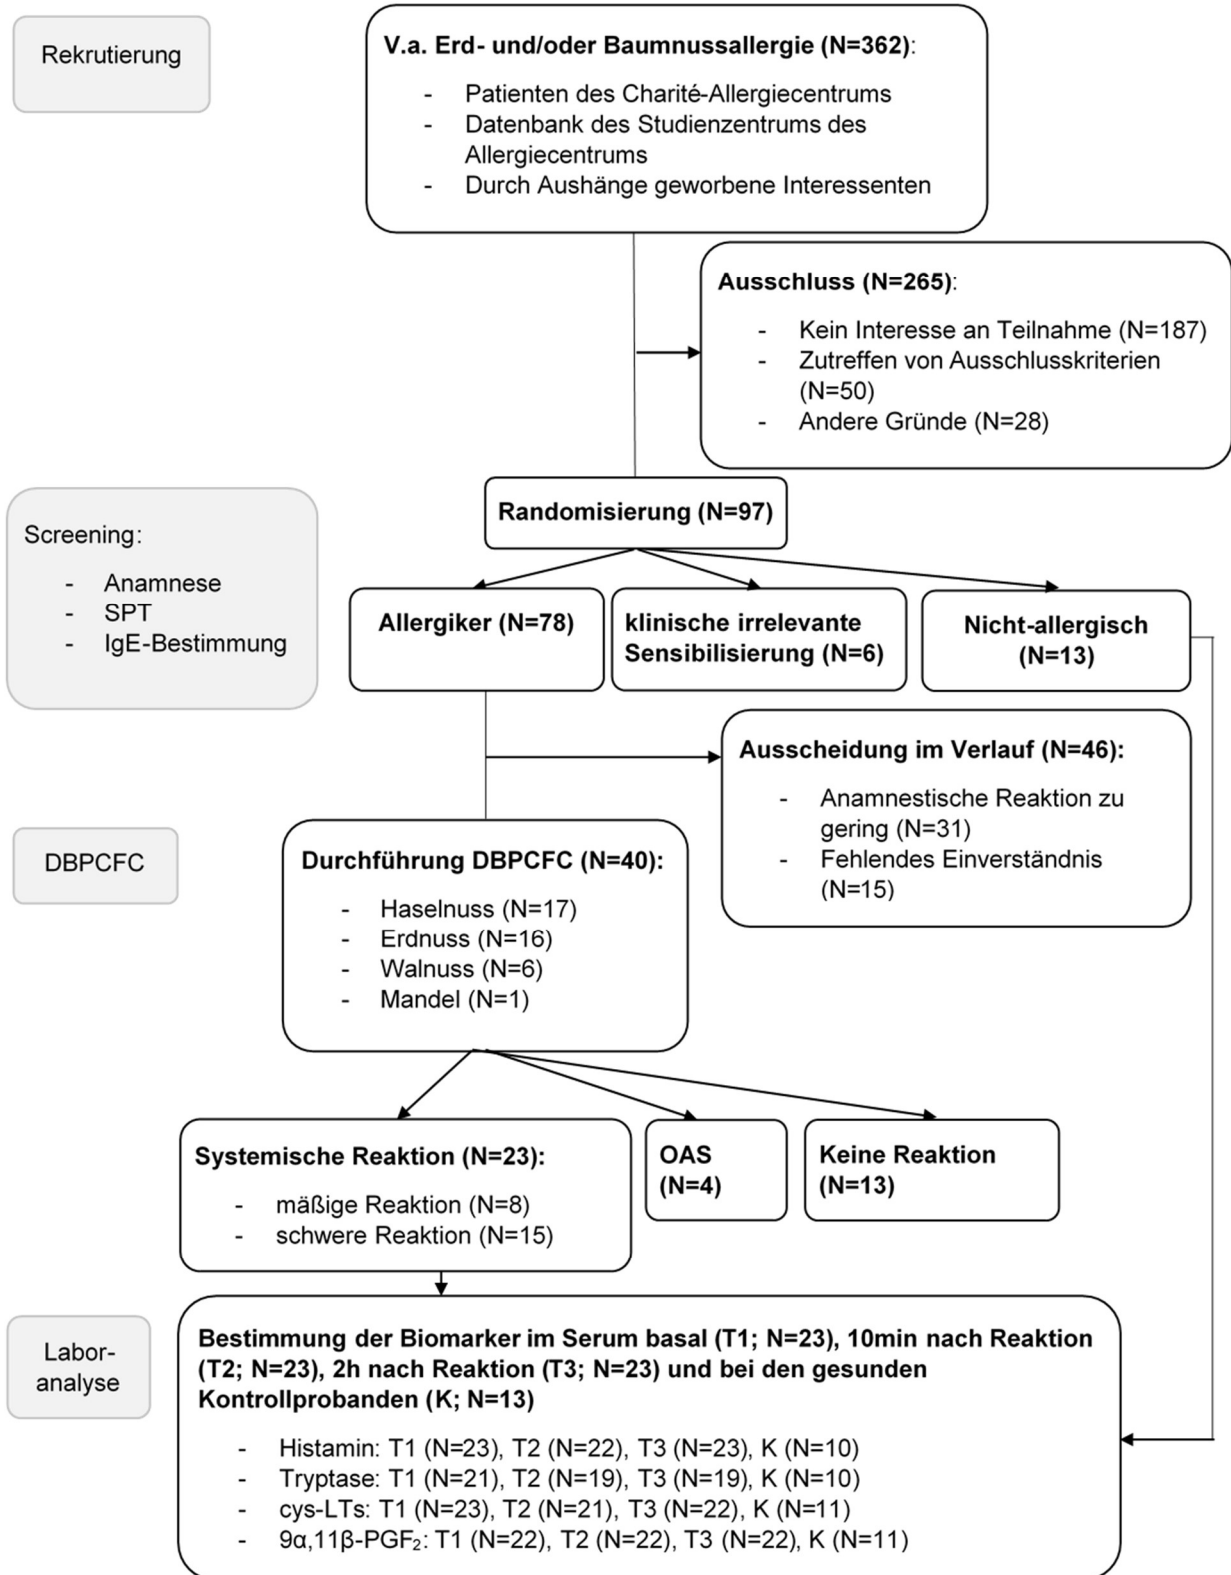 Rekrutierung
V.a. Erd- und/oder Baumnussallergie (N=362):
- Patienten des Charité-Allergiecentrums
- Datenbank des Studienzentrums des
Allergiecentrums
- Durch Aushänge geworbene Interessenten
Ausschluss (N=265):
- Kein Interesse an Teilnahme (N=187)
- Zutreffen von Ausschlusskriterien
(N=50)
- Andere Gründe (N=28)
Randomisierung (N=97)
Screening:
- Anamnese
- SPT
- IgE-Bestimmung
Allergiker (N=78)
klinische irrelevante
Sensibilisierung (N=6)
Nicht-allergisch
(N=13)
Ausscheidung im Verlauf (N=46):
- Anamnestische Reaktion zu
gering (N=31)
- Fehlendes Einverständnis
(N=15)
DBPCFC
Durchführung DBPCFC (N=40):
- Haselnuss (N=17)
- Erdnuss (N=16)
- Walnuss (N=6)
- Mandel (N=1)
Systemische Reaktion (N=23):
- mäßige Reaktion (N=8)
- schwere Reaktion (N=15)
OAS
(N=4)
Keine Reaktion
(N=13)
Labor-
analyse
Bestimmung der Biomarker im Serum basal (T1; N=23), 10min nach Reaktion
(T2; N=23), 2h nach Reaktion (T3; N=23) und bei den gesunden
Kontrollprobanden (K; N=13)
- Histamin: T1 (N=23), T2 (N=22), T3 (N=23), K (N=10)
- Tryptase: T1 (N=21), T2 (N=19), T3 (N=19), K (N=10)
- cys-LTs: T1 (N=23), T2 (N=21), T3 (N=22), K (N=11)
- 9α,11β-PGF₂: T1 (N=22), T2 (N=22), T3 (N=22), K (N=11)